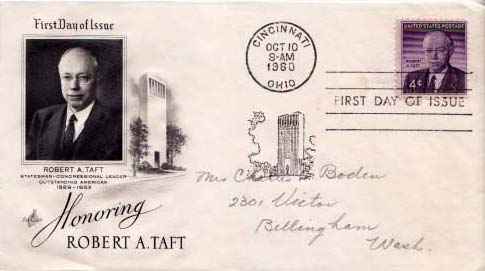 First Day of Issue
ROBERT A. TAFT
STATESMAN - CONGRESSIONAL LEADER
OUTSTANDING AMERICAN
1889 - 1953
Honoring
ROBERT A. TAFT
CINCINNATI
OCT 10
9-AM
1960
OHIO
UNITED STATES POSTAGE
ROBERT
A. TAFT
4¢
FIRST DAY OF ISSUE
Mrs Charles Boden
2301 Victor
Bellingham
Wash.